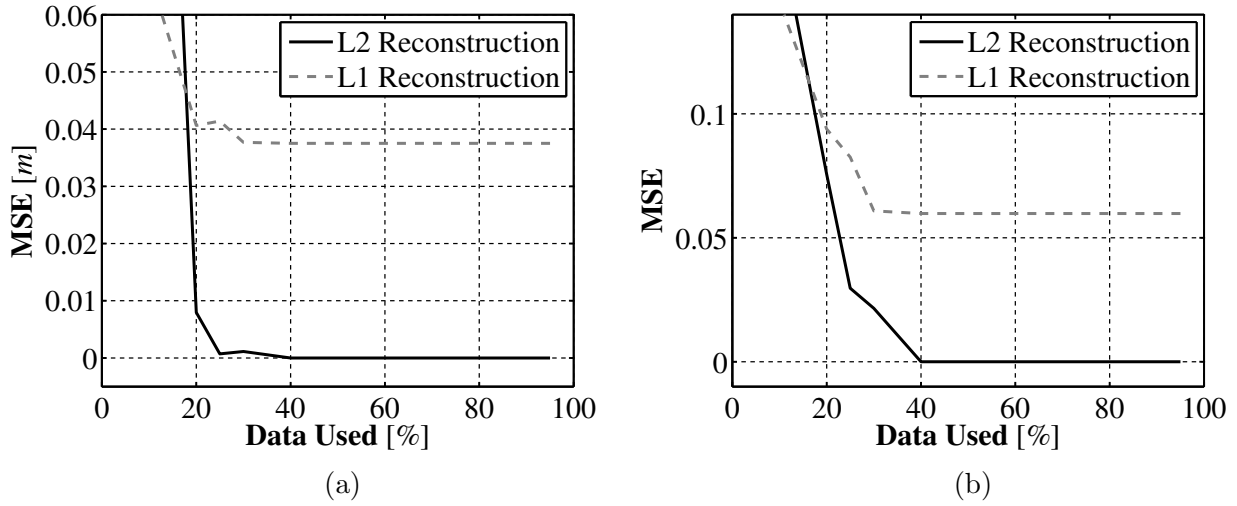 0.06
0.05
0.04
0.03
0.02
0.01
0
MSE [m]
L2 Reconstruction
L1 Reconstruction
0 20 40 60 80 100
Data Used [%]
(a)
0.1
0.05
0
MSE
L2 Reconstruction
L1 Reconstruction
0 20 40 60 80 100
Data Used [%]
(b)